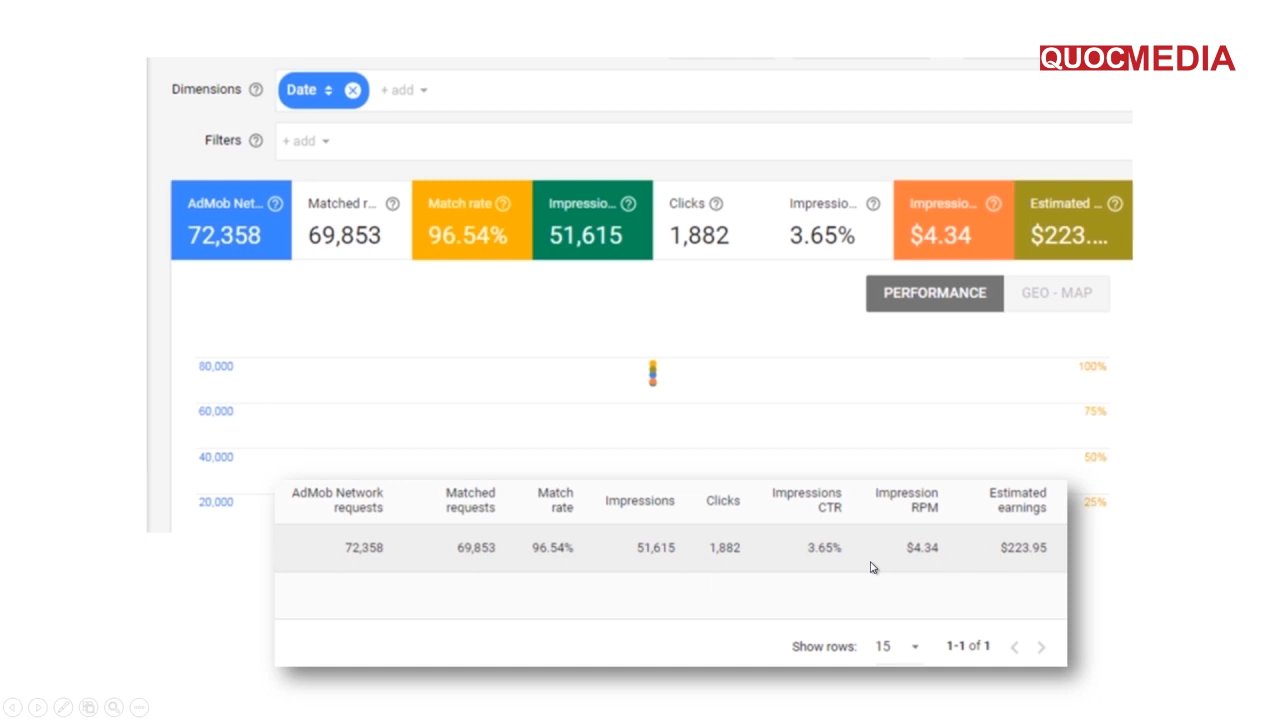 QUOCMEDIA
Dimensions Date + add
Filters + add
AdMob Net... Matched r... Match rate Impressio... Clicks Impressio... Impressio... Estimated ...
72,358 69,853 96.54% 51,615 1,882 3.65% $4.34 $223....
PERFORMANCE GEO - MAP
80,000 100%
60,000 75%
40,000 50%
20,000 25%
AdMob Network requests Matched requests Match rate Impressions Clicks Impressions CTR Impression RPM Estimated earnings
72,358 69,853 96.54% 51,615 1,882 3.65% $4.34 $223.95
Show rows: 15 1-1 of 1